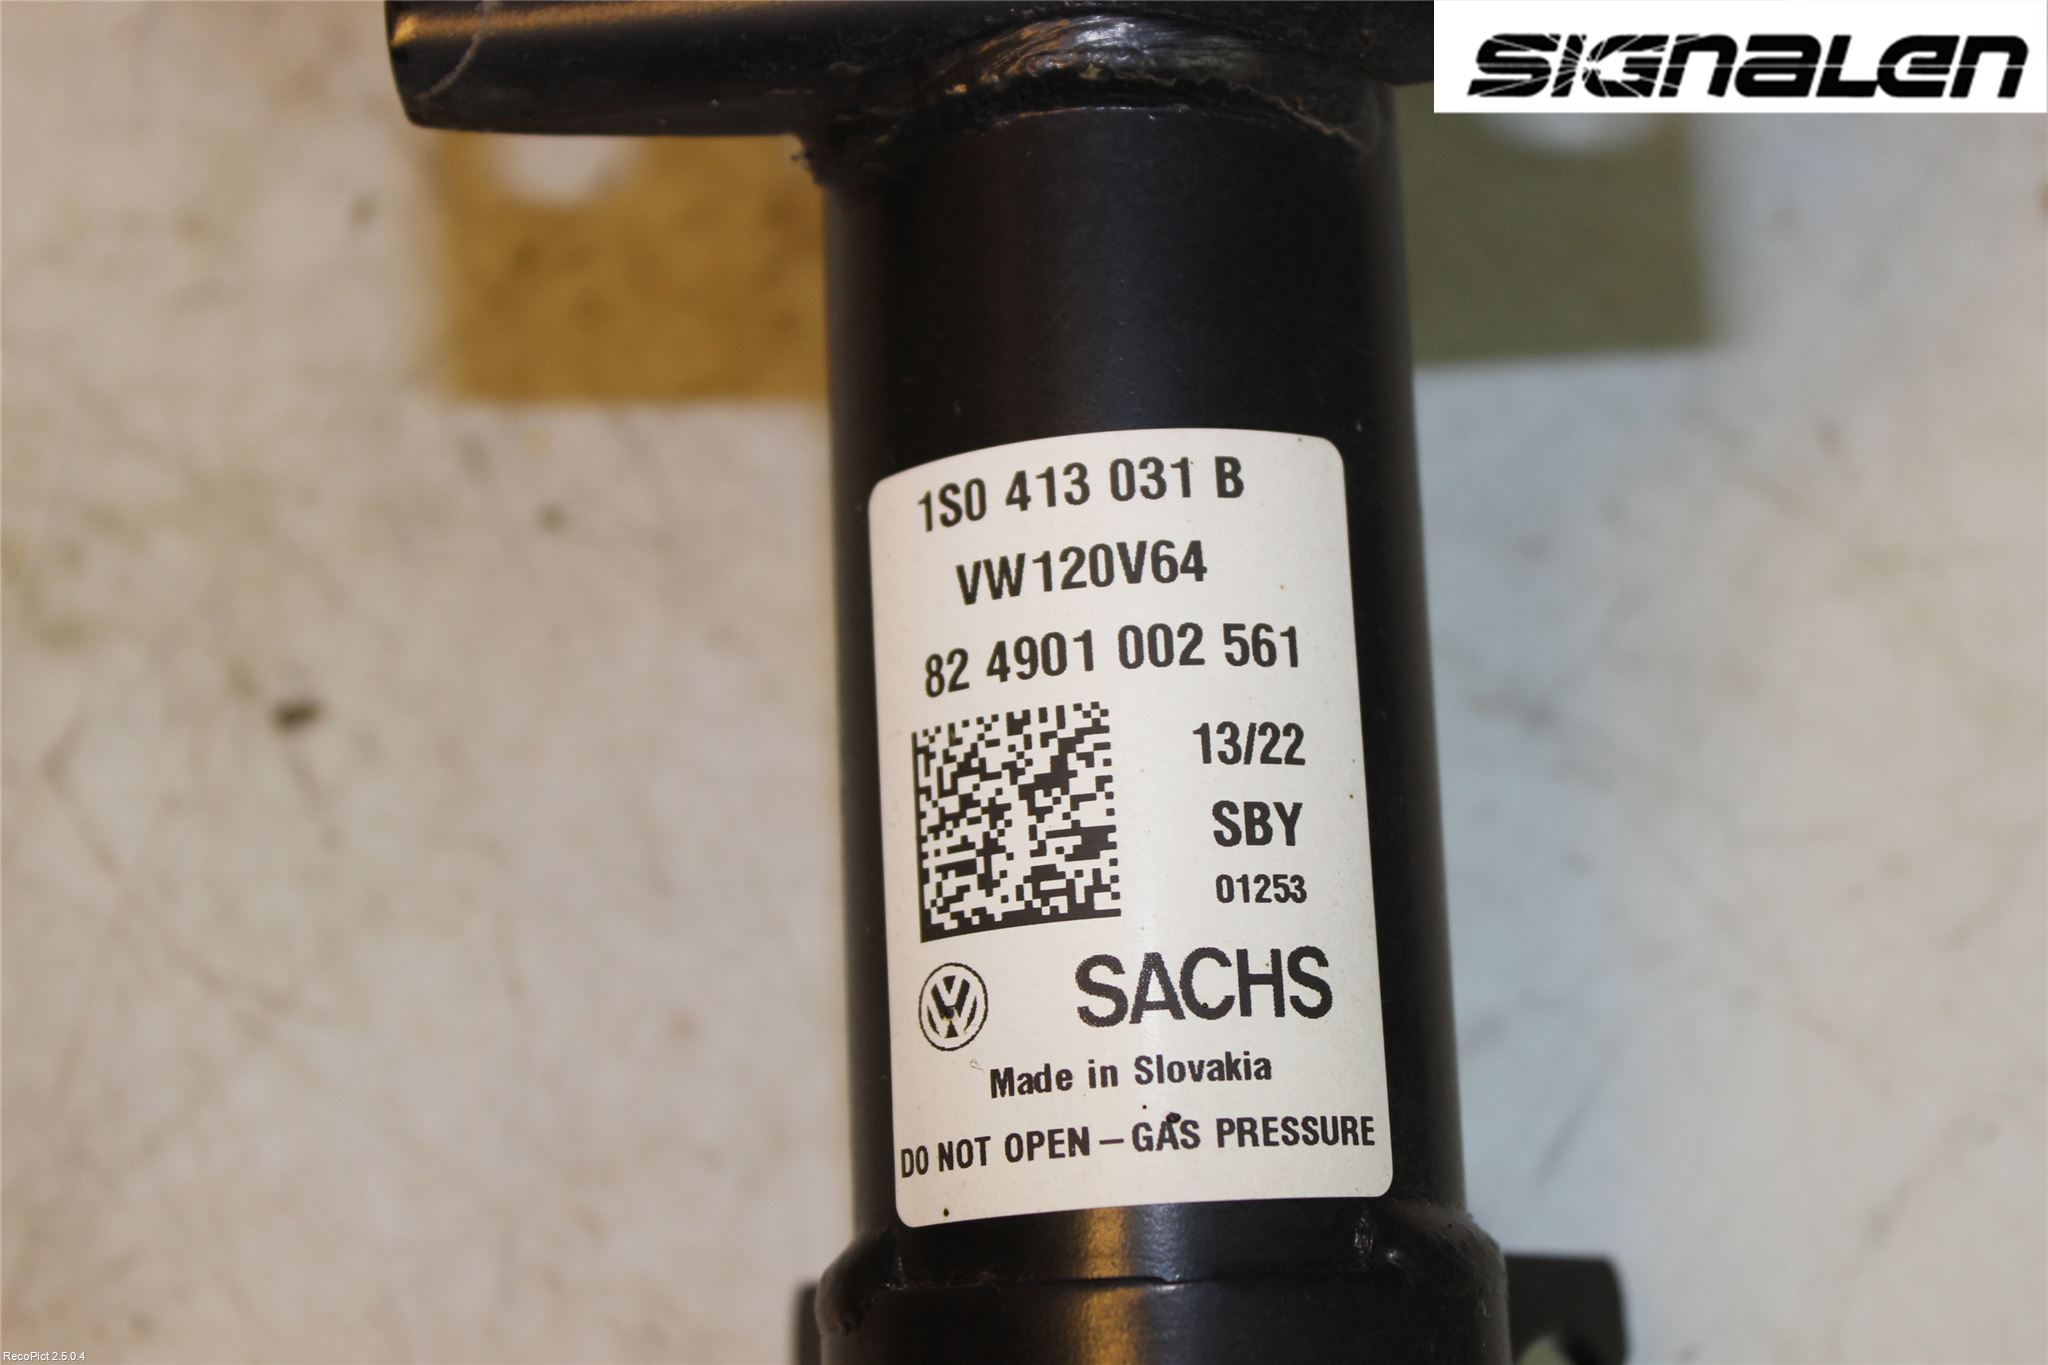 SIGNALEN
1S0 413 031 B
VW120V64
82 4901 002 561
13/22
SBY
01253
SACHS
Made in Slovakia
DO NOT OPEN – GAS PRESSURE
RecoPict 2.5.0.4